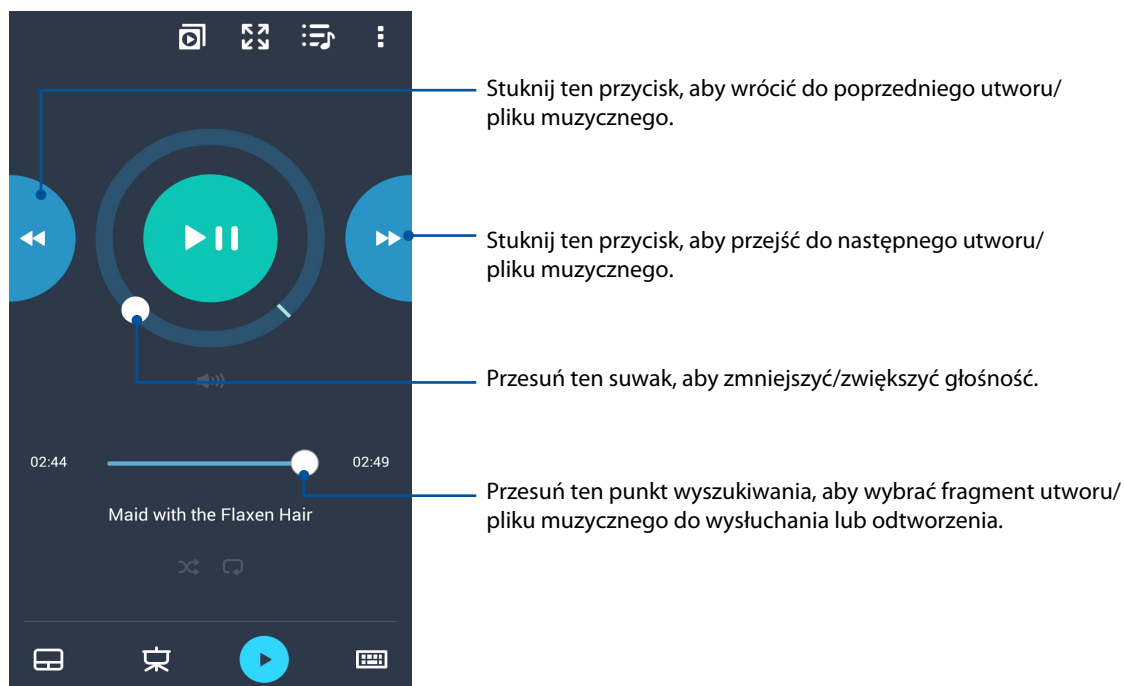 Stuknij ten przycisk, aby wrócić do poprzedniego utworu/
pliku muzycznego.
Stuknij ten przycisk, aby przejść do następnego utworu/
pliku muzycznego.
Przesuń ten suwak, aby zmniejszyć/zwiększyć głośność.
02:44
02:49
Przesuń ten punkt wyszukiwania, aby wybrać fragment utworu/
pliku muzycznego do wysłuchania lub odtworzenia.
Maid with the Flaxen Hair